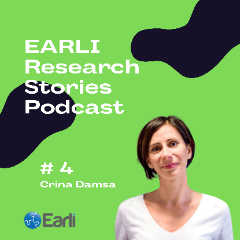 EARLI
Research
Stories
Podcast
# 4
Crina Damsa
Earli